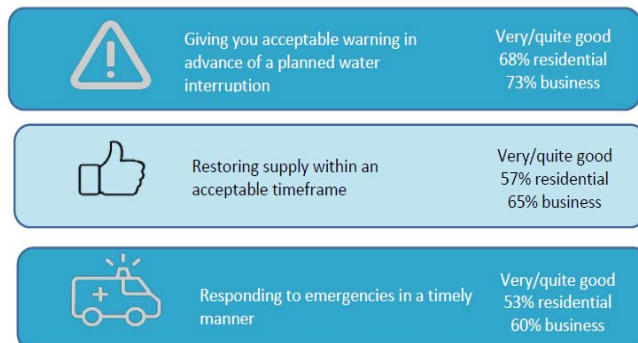 Giving you acceptable warning in
advance of a planned water
interruption
Very/quite good
68% residential
73% business
Restoring supply within an
acceptable timeframe
Very/quite good
57% residential
65% business
Responding to emergencies in a timely
manner
Very/quite good
53% residential
60% business